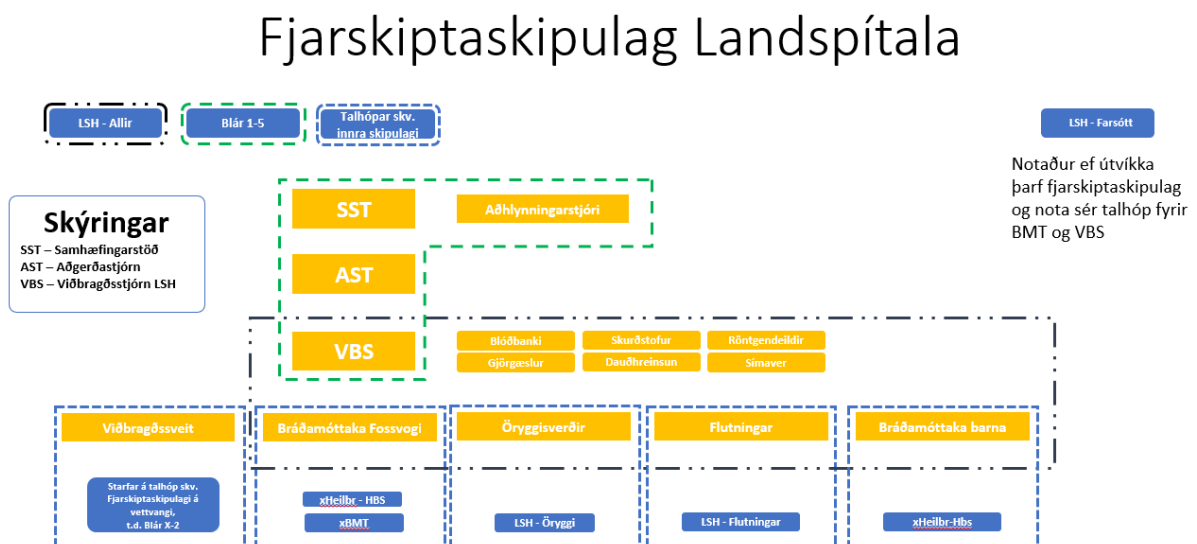 Fjarskiptaskipulag Landspítala
LSH - Allir
Blár 1-5
Talhópar skv.
innra skipulagi
LSH - Farsótt
Notaður ef útvíkka
þarf fjarskiptaskipulag
og nota sér talhóp fyrir
BMT og VBS
Skýringar
SST – Samhæfingarstöð
AST – Aðgerðastjórn
VBS – Viðbragðsstjórn LSH
SST
Aðhlynningarstjóri
AST
VBS
Blóðbanki
Skurðstofur
Röntgendeildir
Gjörgæslur
Dauðhreinsun
Símaver
Viðbragðssveit
Bráðamóttaka Fossvogi
Öryggisverðir
Flutningar
Bráðamóttaka barna
Starfar á talhóp skv.
Fjarskiptaskipulagi á
vettvangi,
t.d. Blár X-2
xHeilbr - HBS
xBMT
LSH - Öryggi
LSH - Flutningar
xHeilbr-Hbs